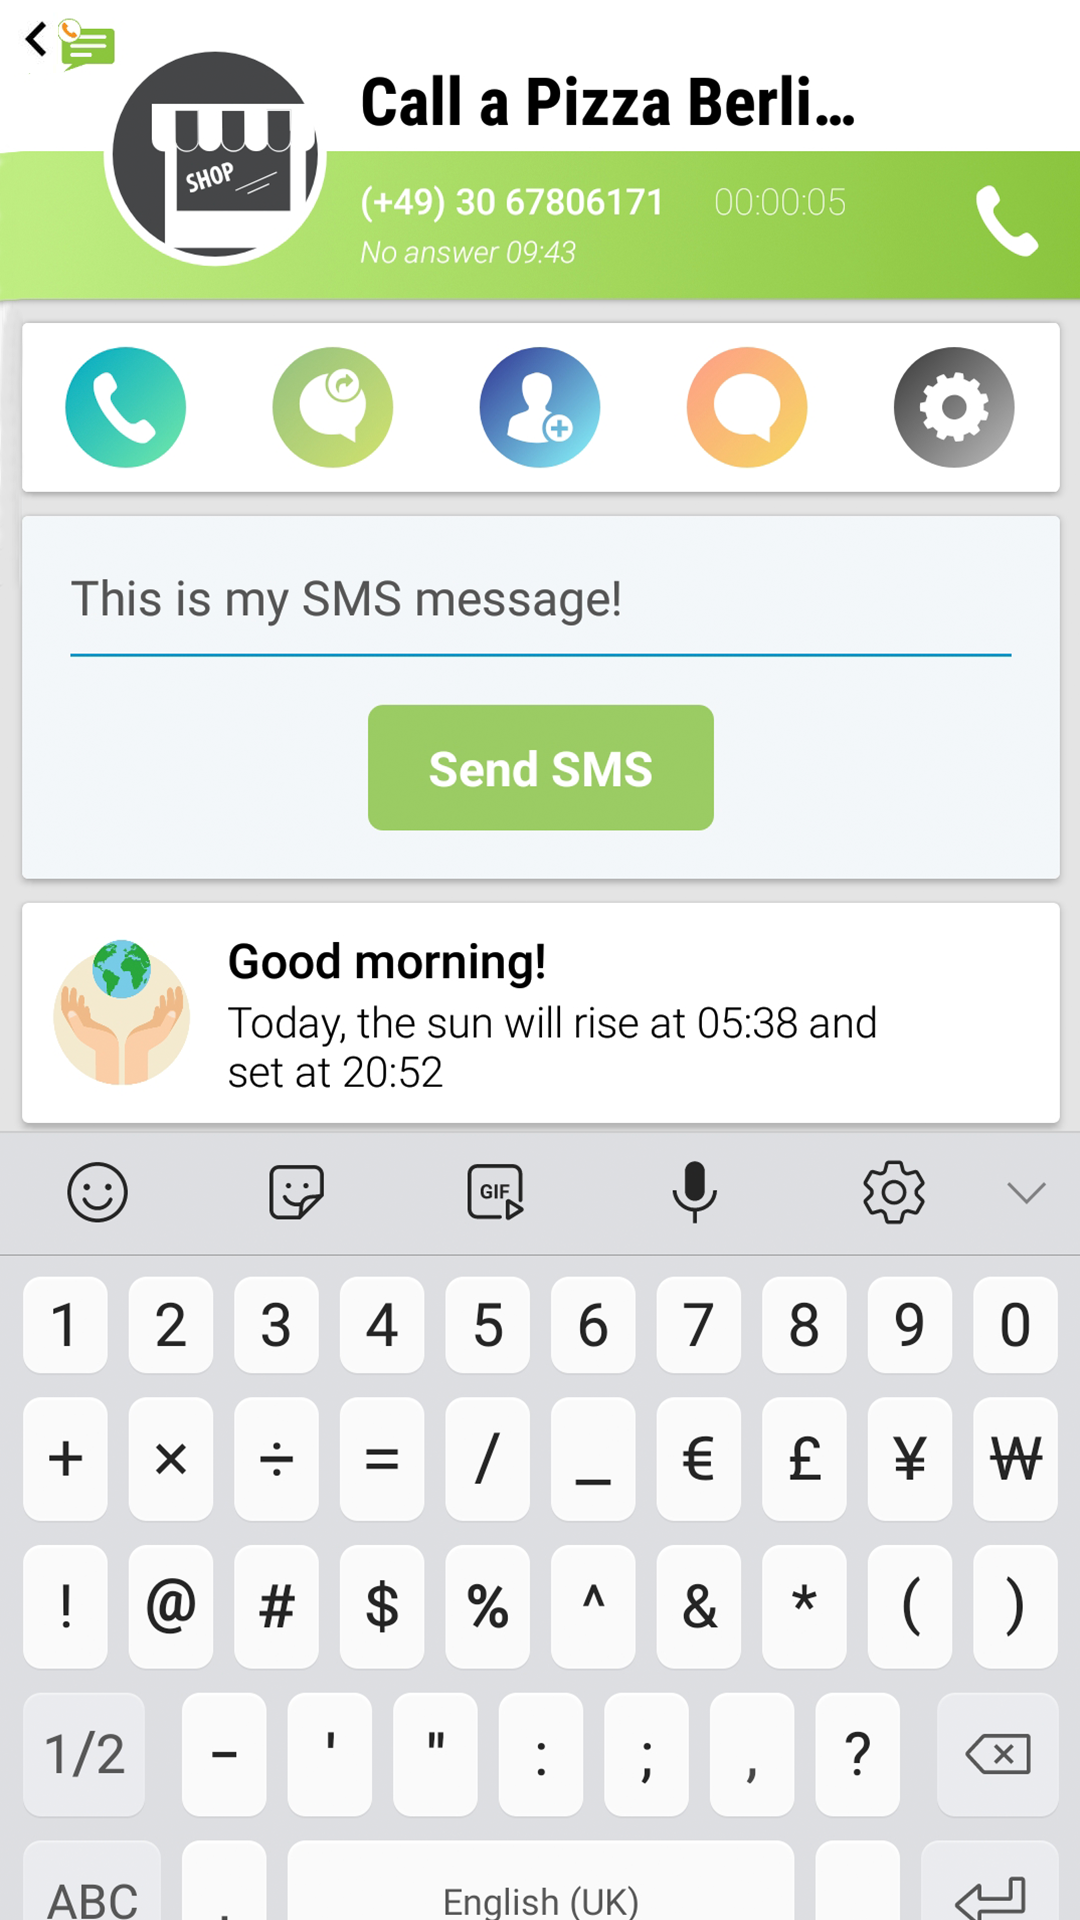 Call a Pizza Berli...
SHOP
(+49) 30 67806171 00:00:05
No answer 09:43
This is my SMS message!
Send SMS
Good morning!
Today, the sun will rise at 05:38 and
set at 20:52
GIF
1 2 3 4 5 6 7 8 9 0
+ × ÷ = / _ € £ ¥ ₩
! @ # $ % ^ & * ( )
1/2 - ' " : ; , ?
ABC . English (UK)